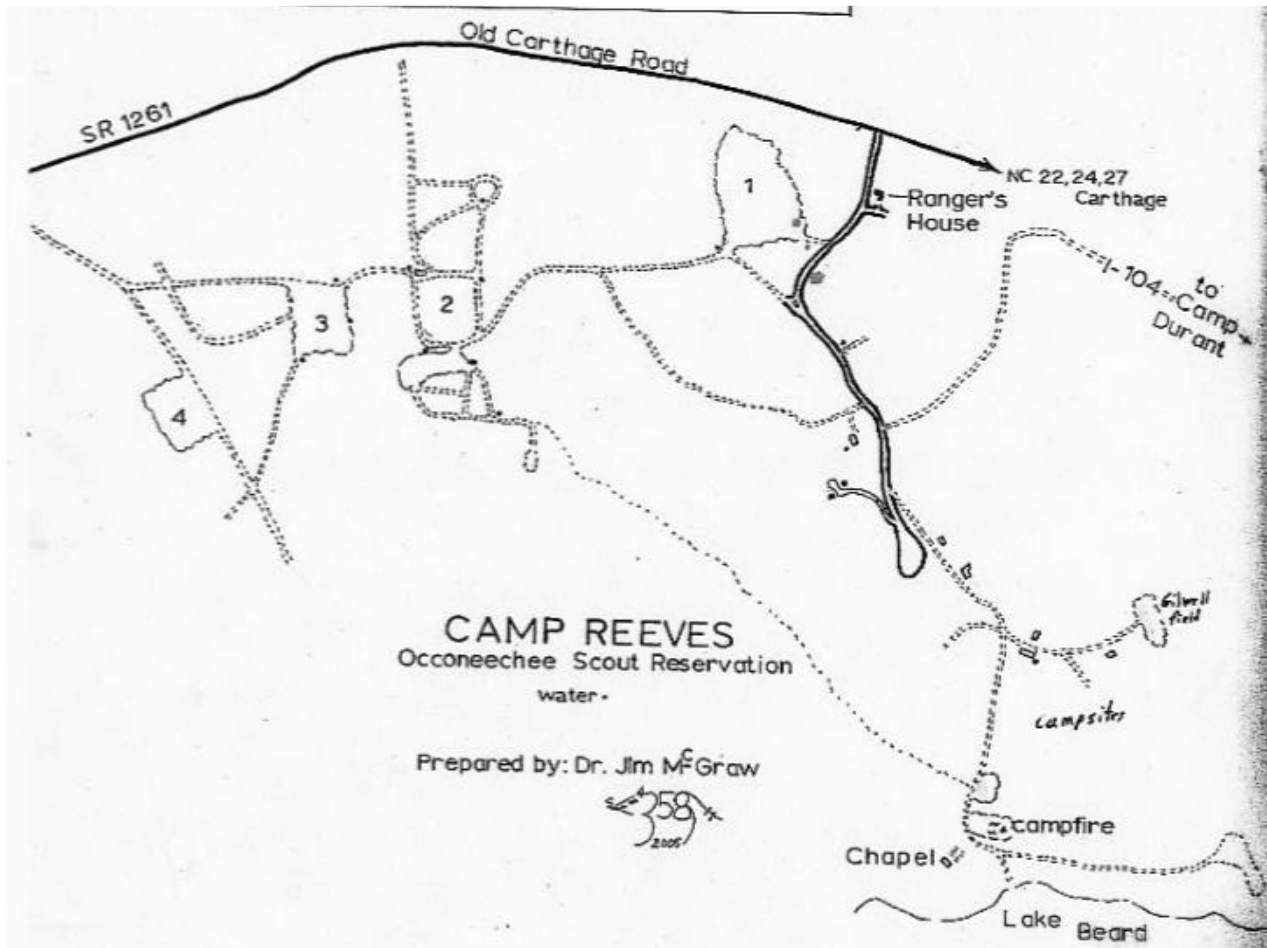 Old Carthage Road
SR 1261
NC 22,24,27
Carthage
Ranger's
House
1
to
I-104-Camp
Durant
2
3
4
Gilwell
field
CAMP REEVES
Occoneechee Scout Reservation
water.
campsites
Prepared by: Dr. Jim McGraw
358
2005
campfire
Chapel
Lake Beard